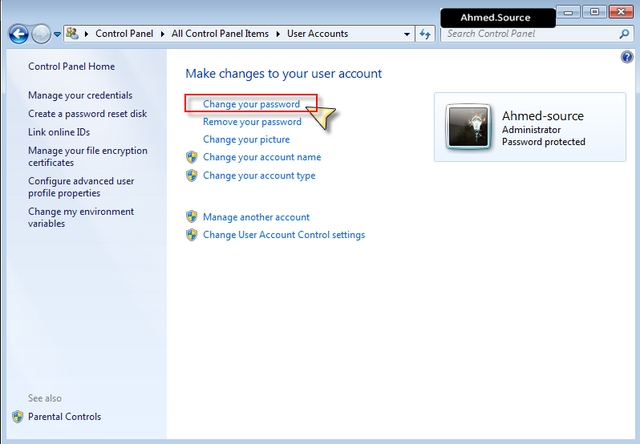 Ahmed.Source
Control Panel
All Control Panel Items
User Accounts
Search Control Panel
Control Panel Home
Manage your credentials
Create a password reset disk
Link online IDs
Manage your file encryption
certificates
Configure advanced user
profile properties
Change my environment
variables
See also
Parental Controls
Make changes to your user account
Change your password
Remove your password
Change your picture
Change your account name
Change your account type
Manage another account
Change User Account Control settings
Ahmed-source
Administrator
Password protected